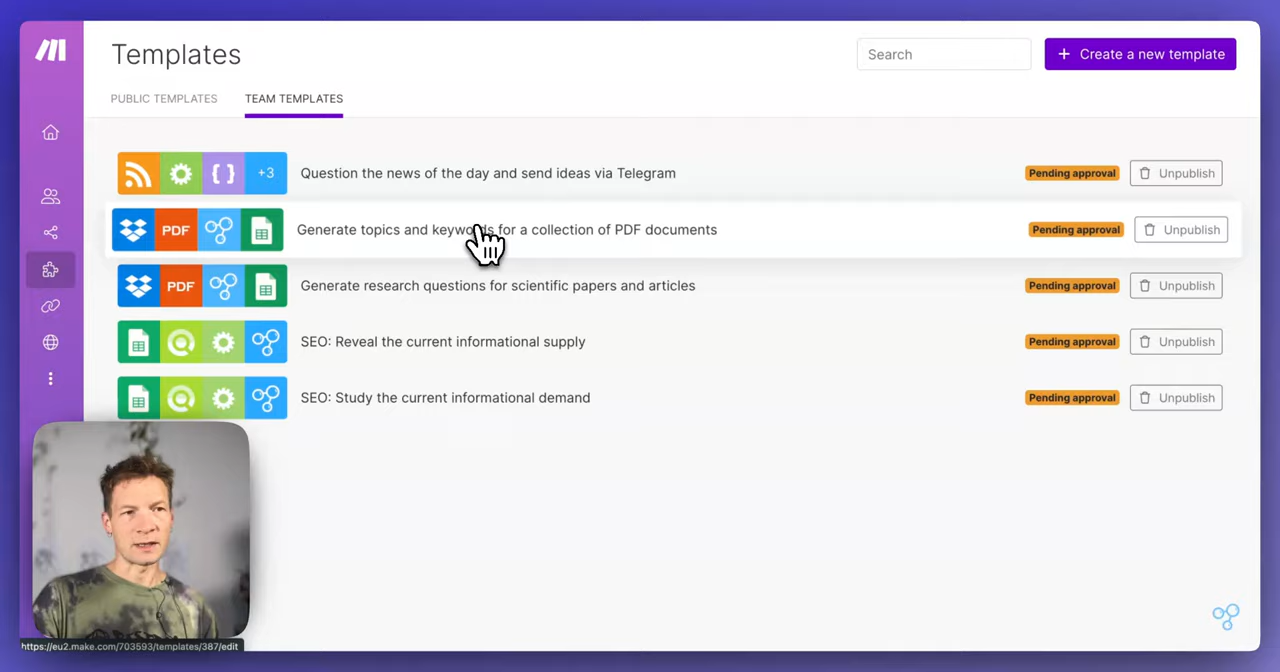 Templates
Search
+ Create a new template
PUBLIC TEMPLATES
TEAM TEMPLATES
+3
Question the news of the day and send ideas via Telegram
Pending approval
Unpublish
PDF
Generate topics and keywords for a collection of PDF documents
Pending approval
Unpublish
PDF
Generate research questions for scientific papers and articles
Pending approval
Unpublish
SEO: Reveal the current informational supply
Pending approval
Unpublish
SEO: Study the current informational demand
Pending approval
Unpublish
https://eu2.make.com/703593/templates/387/edit